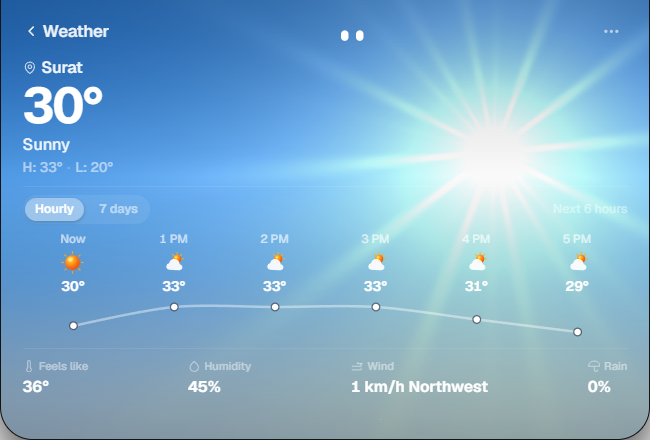 Weather
Surat
30°
Sunny
H: 33° · L: 20°
Hourly 7 days Next 6 hours
Now 1 PM 2 PM 3 PM 4 PM 5 PM
30° 33° 33° 33° 31° 29°
Feels like Humidity Wind Rain
36° 45% 1 km/h Northwest 0%